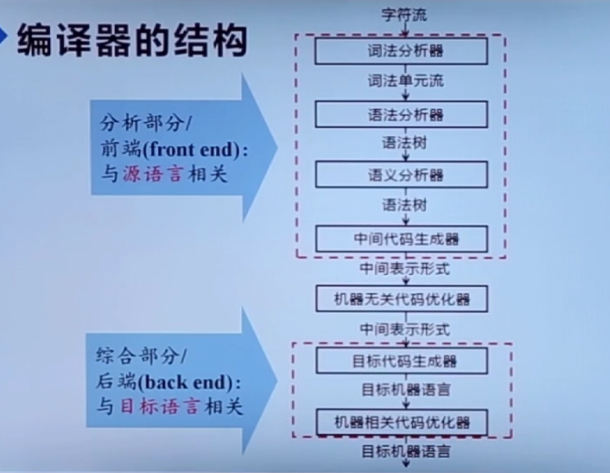 编译器的结构
字符流
词法分析器
词法单元流
语法分析器
语法树
语义分析器
语法树
中间代码生成器
中间表示形式
机器无关代码优化器
中间表示形式
目标代码生成器
目标机器语言
机器相关代码优化器
目标机器语言
分析部分/
前端(front end):
与源语言相关
综合部分/
后端(back end):
与目标语言相关